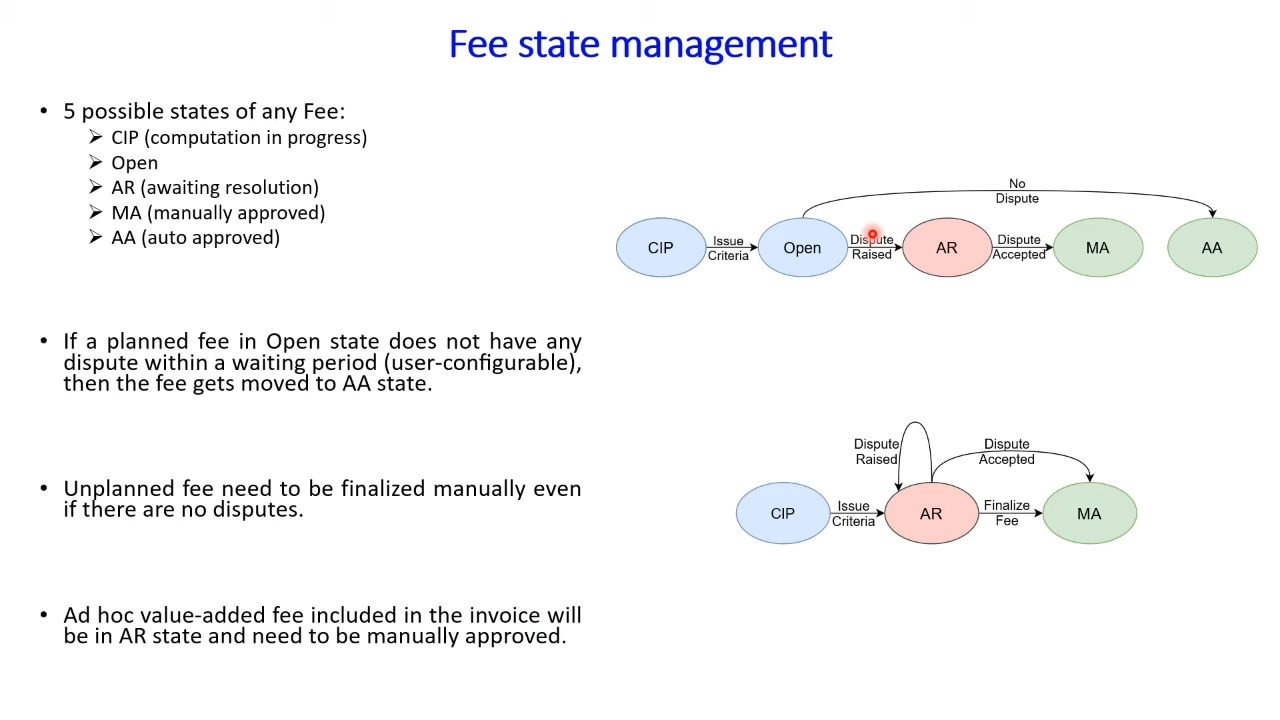 Fee state management
• 5 possible states of any Fee:
➢ CIP (computation in progress)
➢ Open
➢ AR (awaiting resolution)
➢ MA (manually approved)
➢ AA (auto approved)
• If a planned fee in Open state does not have any
dispute within a waiting period (user-configurable),
then the fee gets moved to AA state.
• Unplanned fee need to be finalized manually even
if there are no disputes.
• Ad hoc value-added fee included in the invoice will
be in AR state and need to be manually approved.
No
Dispute
CIP
Issue
Criteria
Open
Dispute
Raised
AR
Dispute
Accepted
MA
AA
Dispute
Raised
Dispute
Accepted
CIP
Issue
Criteria
AR
Finalize
Fee
MA